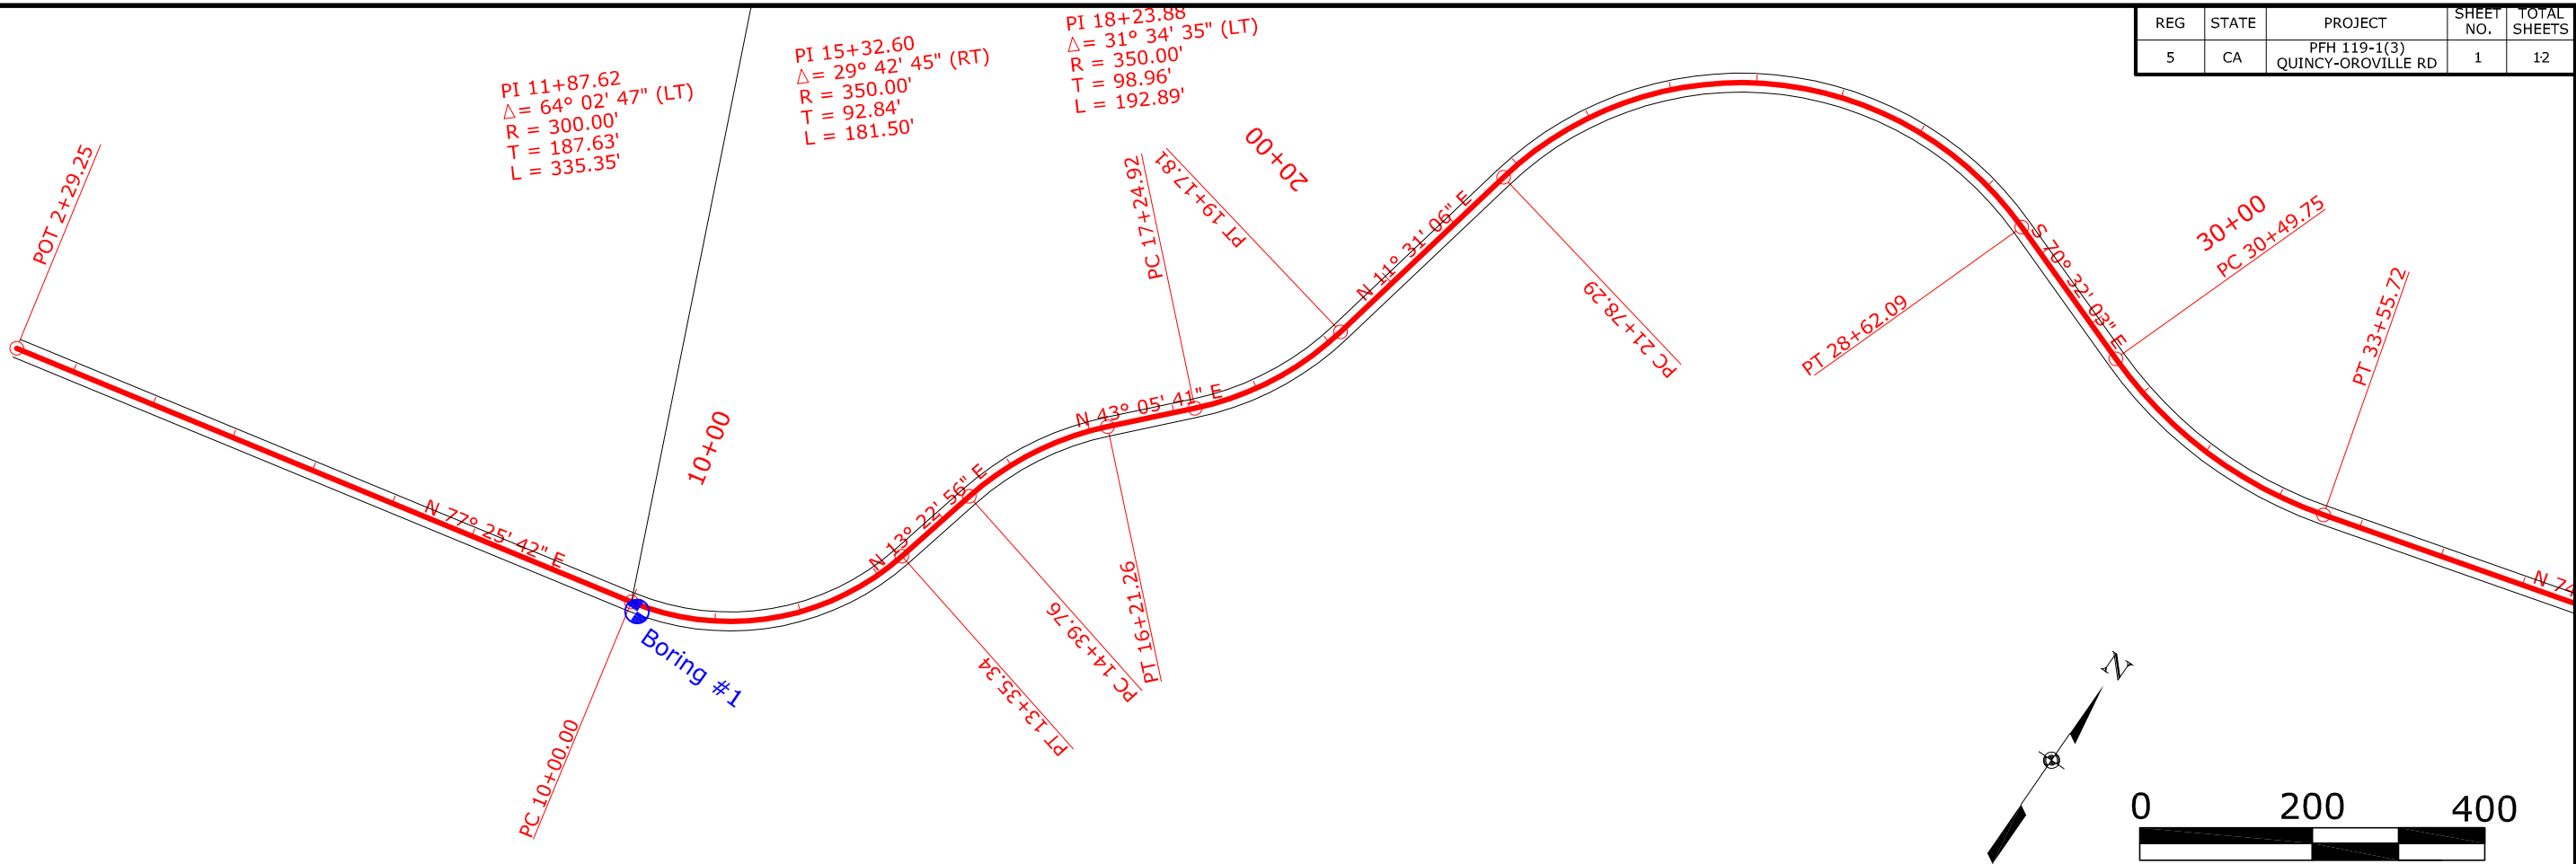 REG STATE PROJECT SHEET NO. TOTAL SHEETS
5 CA PFH 119-1(3) QUINCY-OROVILLE RD 1 12
PI 11+87.62
Δ= 64° 02' 47" (LT)
R = 300.00'
T = 187.63'
L = 335.35'
PI 15+32.60
Δ= 29° 42' 45" (RT)
R = 350.00'
T = 92.84'
L = 181.50'
PI 18+23.88
Δ= 31° 34' 35" (LT)
R = 350.00'
T = 98.96'
L = 192.89'
POT 2+29.25
N 77° 25' 42" E
10+00
PC 10+00.00
Boring #1
N 13° 22' 56" E
PT 13+35.34
PC 14+39.76
PT 16+21.26
N 43° 05' 41" E
PC 17+24.92
PT 19+17.81
20+00
N 11° 31' 06" E
PC 21+78.29
PT 28+62.09
S 70° 32' 03" E
30+00
PC 30+49.75
PT 33+55.72
N 74
N
0 200 400